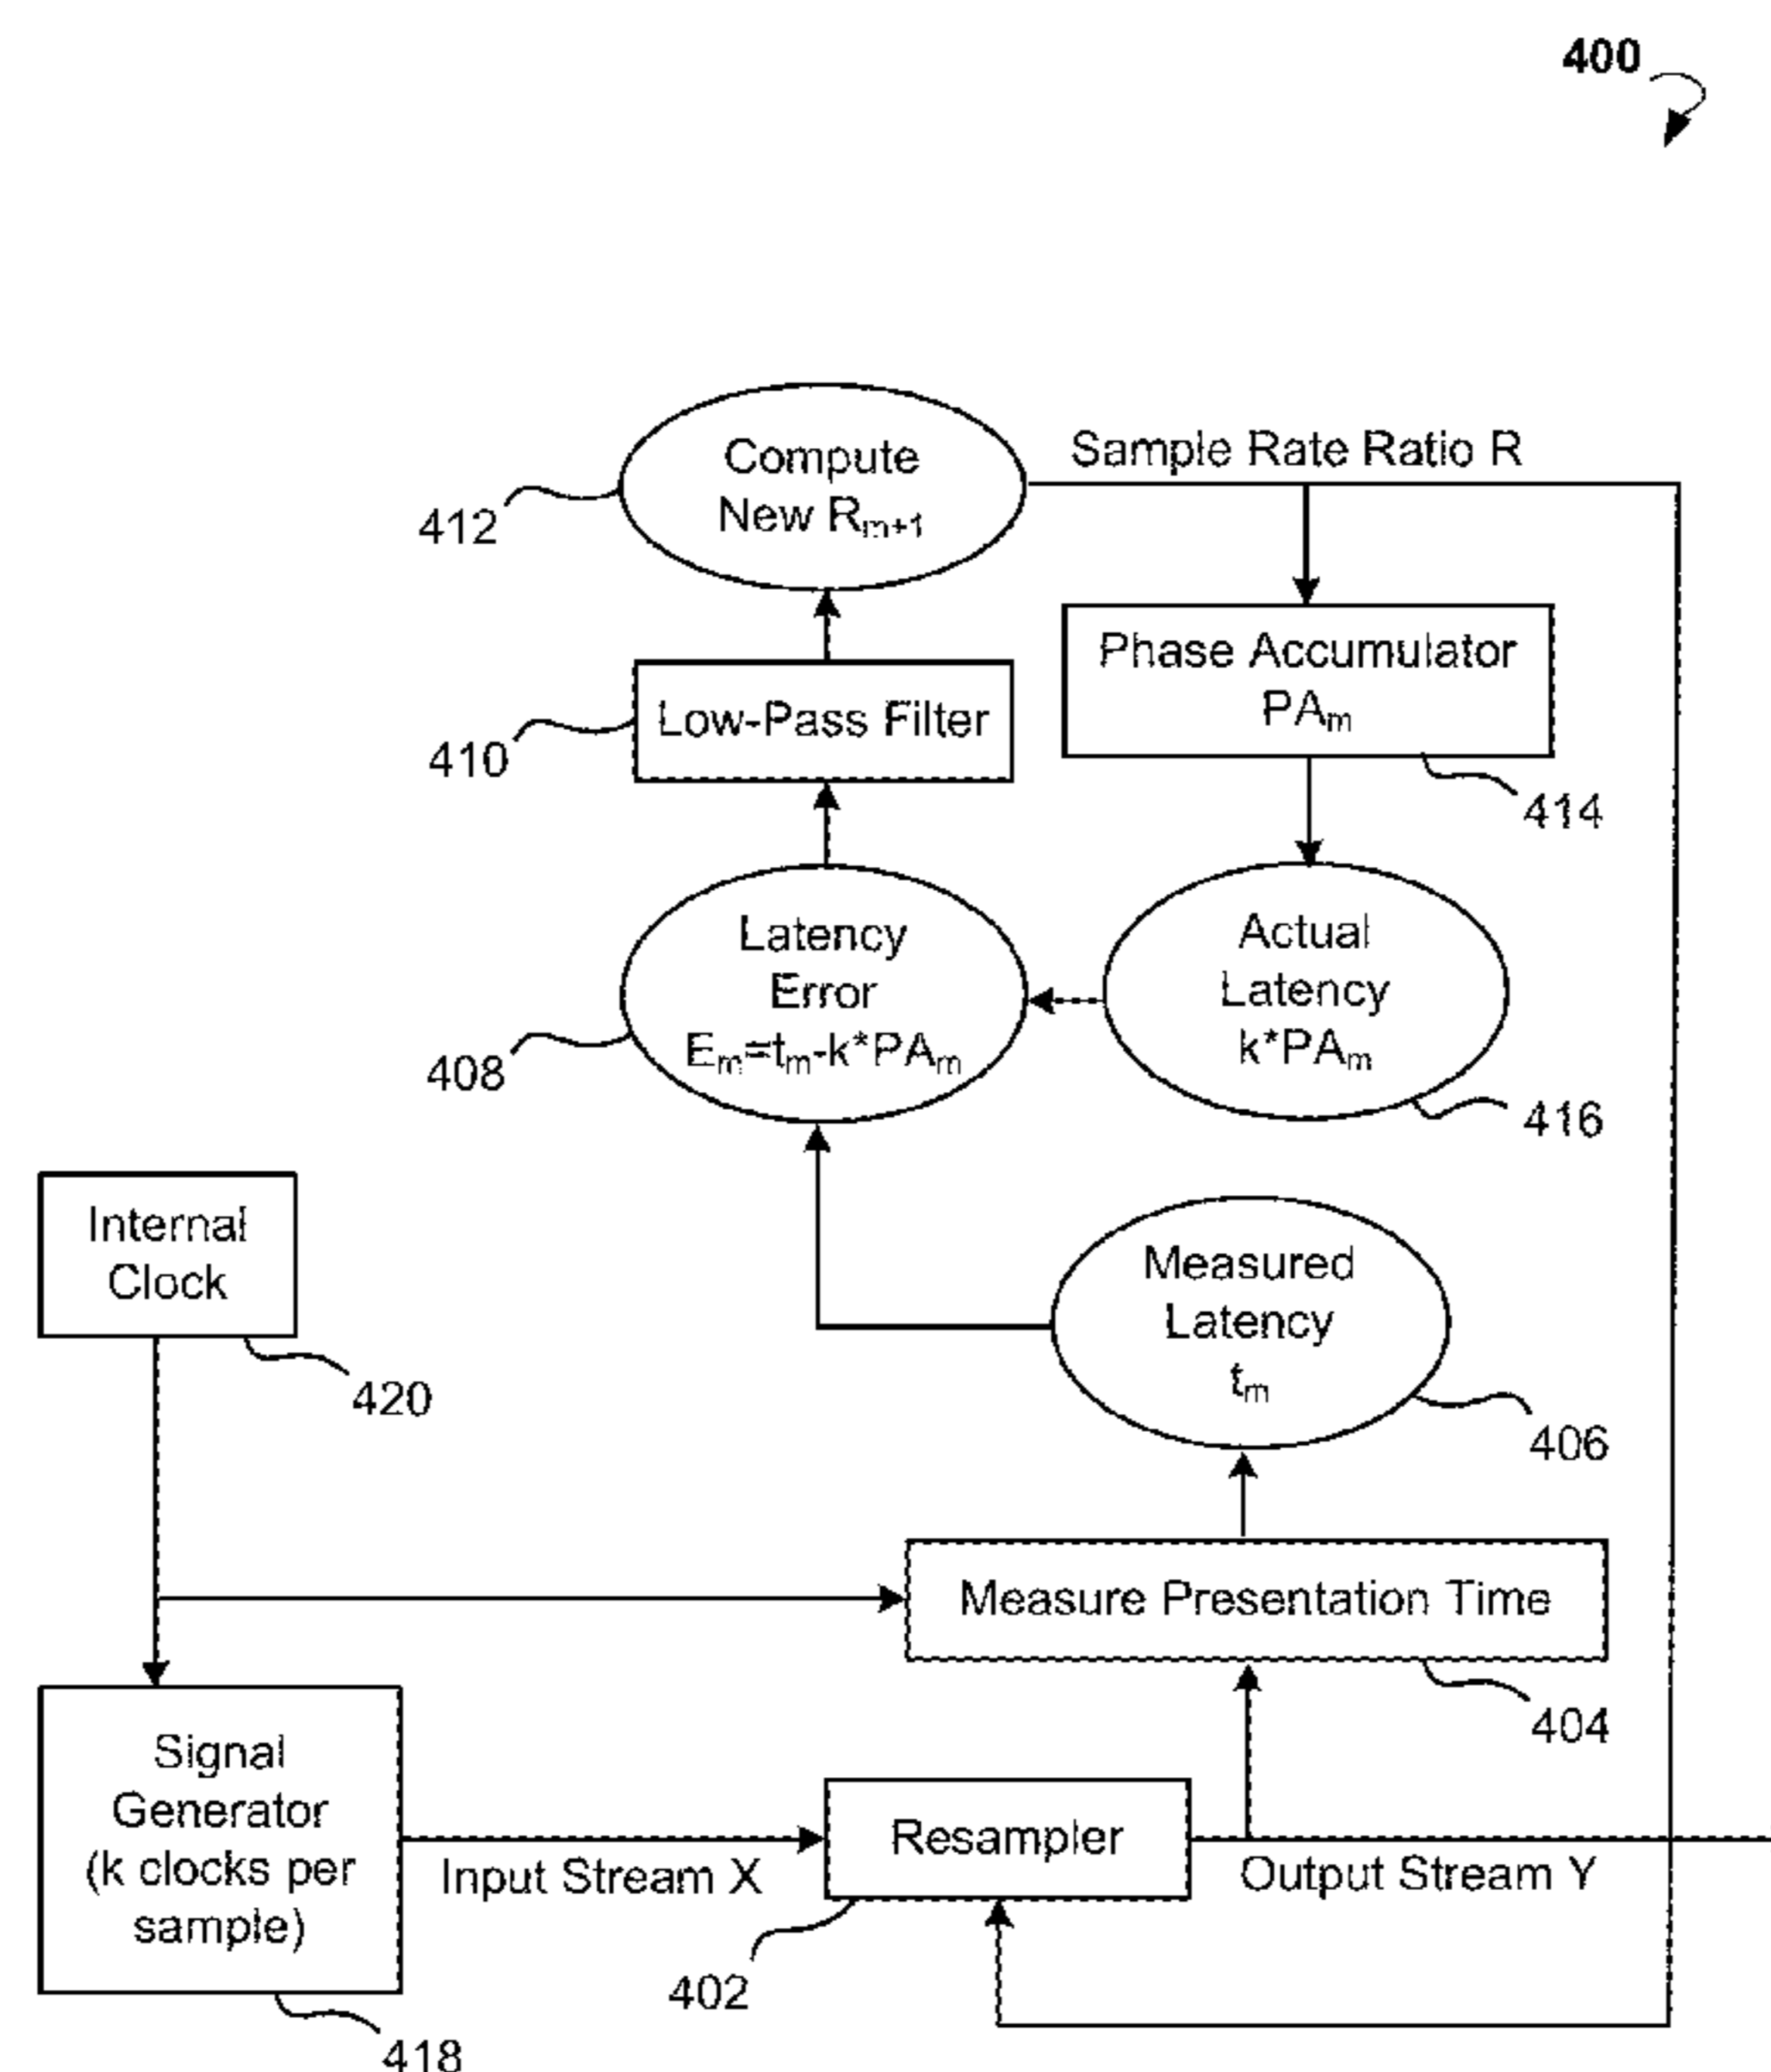 400
Compute
New Rₘ₊₁
412
Sample Rate Ratio R
Phase Accumulator
PAₘ
414
Low-Pass Filter
410
Latency
Error
Eₘ=tₘ-k*PAₘ
408
Actual
Latency
k*PAₘ
416
Internal
Clock
420
Measured
Latency
tₘ
406
Measure Presentation Time
404
Signal
Generator
(k clocks per
sample)
418
Input Stream X
Resampler
402
Output Stream Y